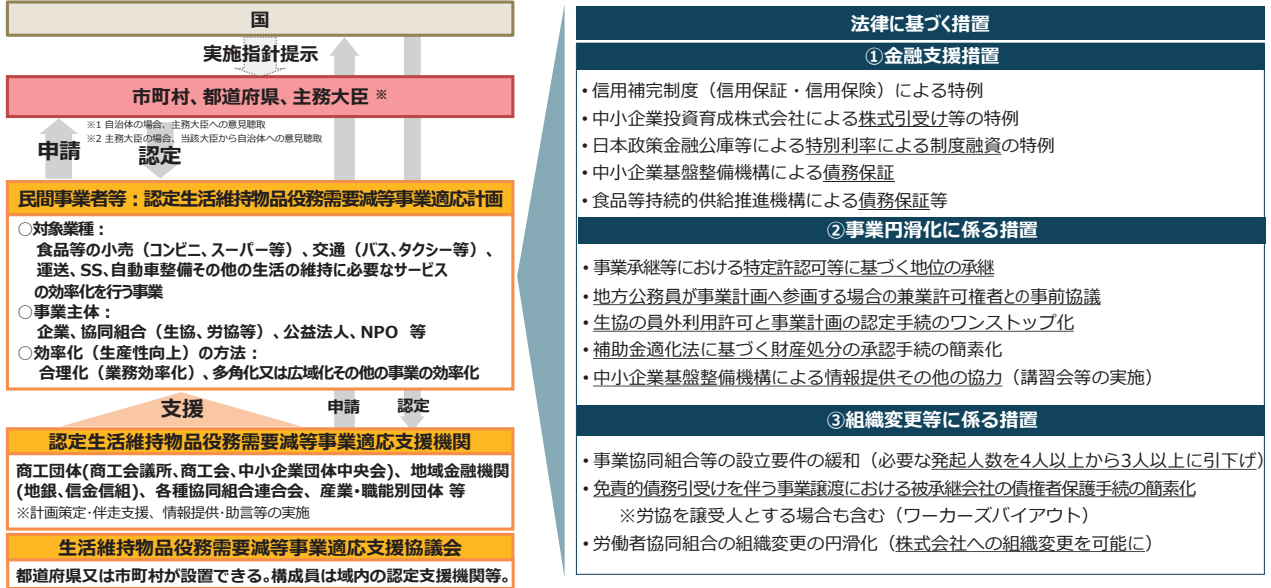 国
実施指針提示
市町村、都道府県、主務大臣 ※
※1 自治体の場合、主務大臣への意見聴取
※2 主務大臣の場合、当該大臣から自治体への意見聴取
申請
認定
民間事業者等：認定生活維持物品役務需要減等事業適応計画
○対象業種：
食品等の小売（コンビニ、スーパー等）、交通（バス、タクシー等）、
運送、SS、自動車整備その他の生活の維持に必要なサービス
の効率化を行う事業
○事業主体：
企業、協同組合（生協、労協等）、公益法人、NPO 等
○効率化（生産性向上）の方法：
合理化（業務効率化）、多角化又は広域化その他の事業の効率化
支援
申請
認定
認定生活維持物品役務需要減等事業適応支援機関
商工団体(商工会議所、商工会、中小企業団体中央会)、地域金融機関
(地銀、信金信組)、各種協同組合連合会、産業・職能別団体 等
※計画策定・伴走支援、情報提供・助言等の実施
生活維持物品役務需要減等事業適応支援協議会
都道府県又は市町村が設置できる。構成員は域内の認定支援機関等。
法律に基づく措置
①金融支援措置
・信用補完制度（信用保証・信用保険）による特例
・中小企業投資育成株式会社による株式引受け等の特例
・日本政策金融公庫等による特別利率による制度融資の特例
・中小企業基盤整備機構による債務保証
・食品等持続的供給推進機構による債務保証等
②事業円滑化に係る措置
・事業承継等における特定許認可等に基づく地位の承継
・地方公務員が事業計画へ参画する場合の兼業許可権者との事前協議
・生協の員外利用許可と事業計画の認定手続のワンストップ化
・補助金適化法に基づく財産処分の承認手続の簡素化
・中小企業基盤整備機構による情報提供その他の協力（講習会等の実施）
③組織変更等に係る措置
・事業協同組合等の設立要件の緩和（必要な発起人数を4人以上から3人以上に引下げ）
・免責的債務引受けを伴う事業譲渡における被承継会社の債権者保護手続の簡素化
※労協を譲受人とする場合も含む（ワーカーズバイアウト）
・労働者協同組合の組織変更の円滑化（株式会社への組織変更を可能に）